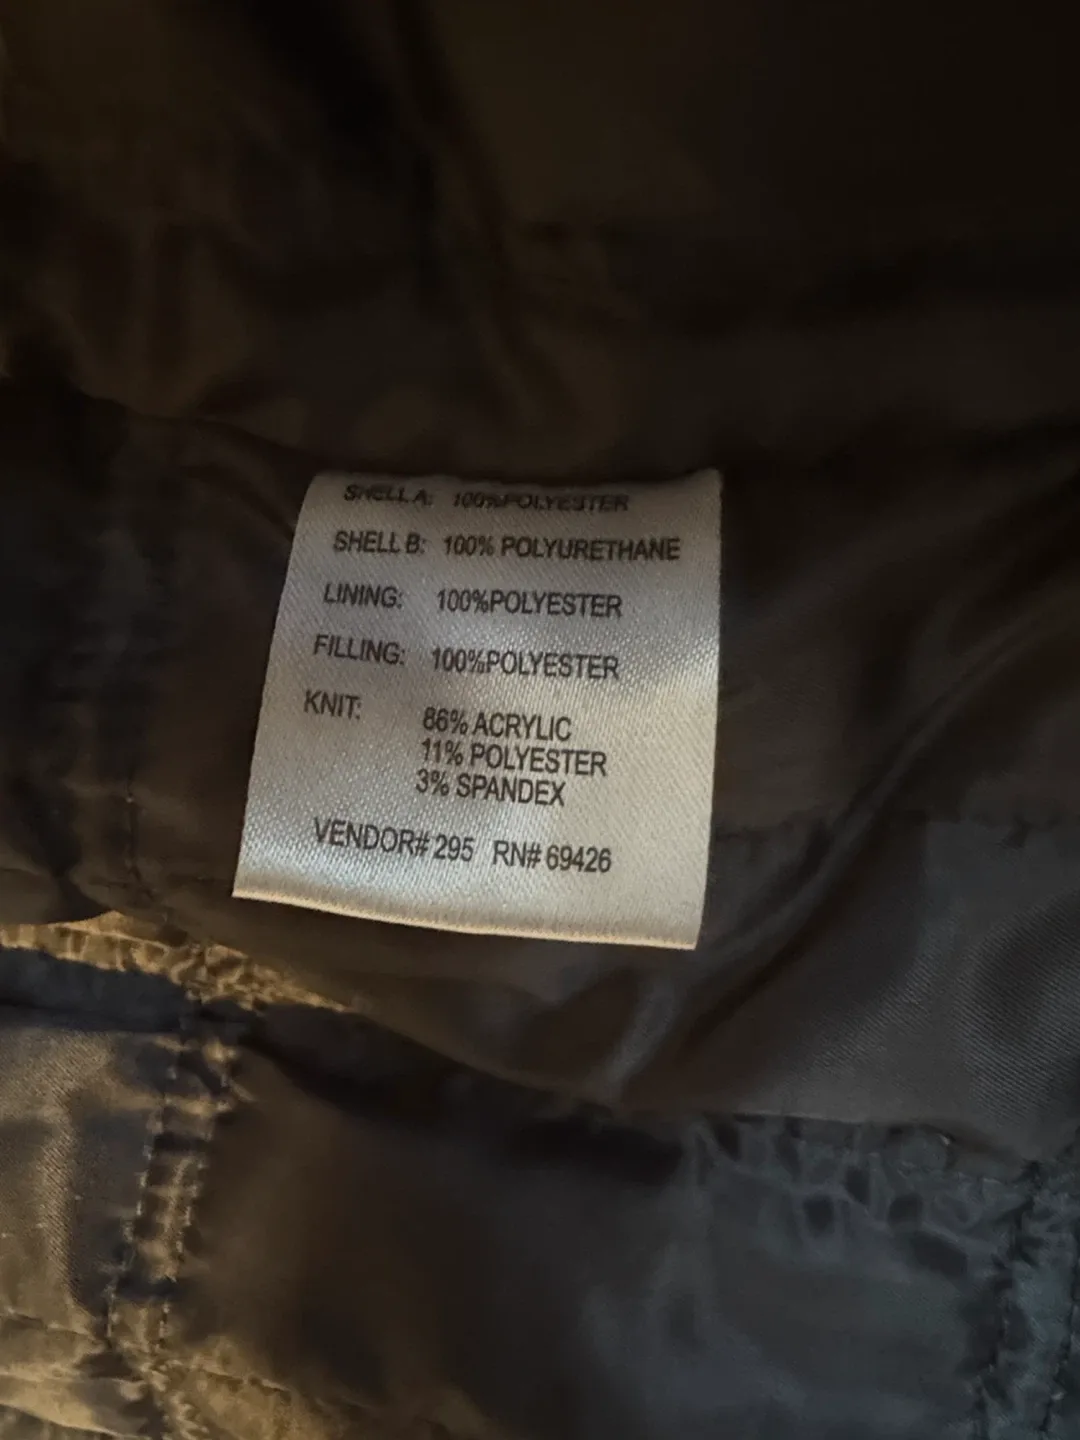 SHELL A: 100%POLYESTER
SHELL B: 100% POLYURETHANE
LINING: 100%POLYESTER
FILLING: 100%POLYESTER
KNIT: 86% ACRYLIC
11% POLYESTER
3% SPANDEX
VENDOR# 295 RN# 69426